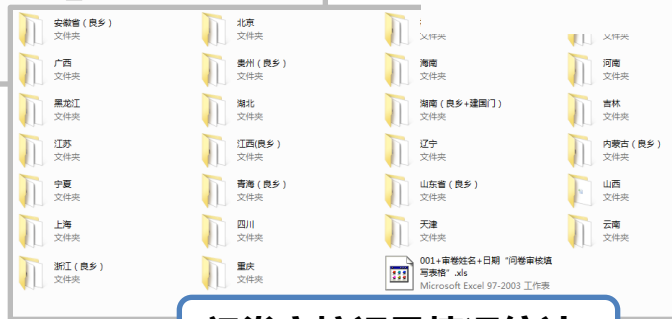 安徽省（良乡）
文件夹
北京
文件夹
文件夹
文件夹
广西
文件夹
贵州（良乡）
文件夹
海南
文件夹
河南
文件夹
黑龙江
文件夹
湖北
文件夹
湖南（良乡+建国门）
文件夹
吉林
文件夹
江苏
文件夹
江西(良乡）
文件夹
辽宁
文件夹
内蒙古（良乡）
文件夹
宁夏
文件夹
青海（良乡）
文件夹
山东省（良乡）
文件夹
山西
文件夹
上海
文件夹
四川
文件夹
天津
文件夹
云南
文件夹
浙江（良乡）
文件夹
重庆
文件夹
001+审卷姓名+日期“问卷审核填
写表格”.xls
Microsoft Excel 97-2003 工作表